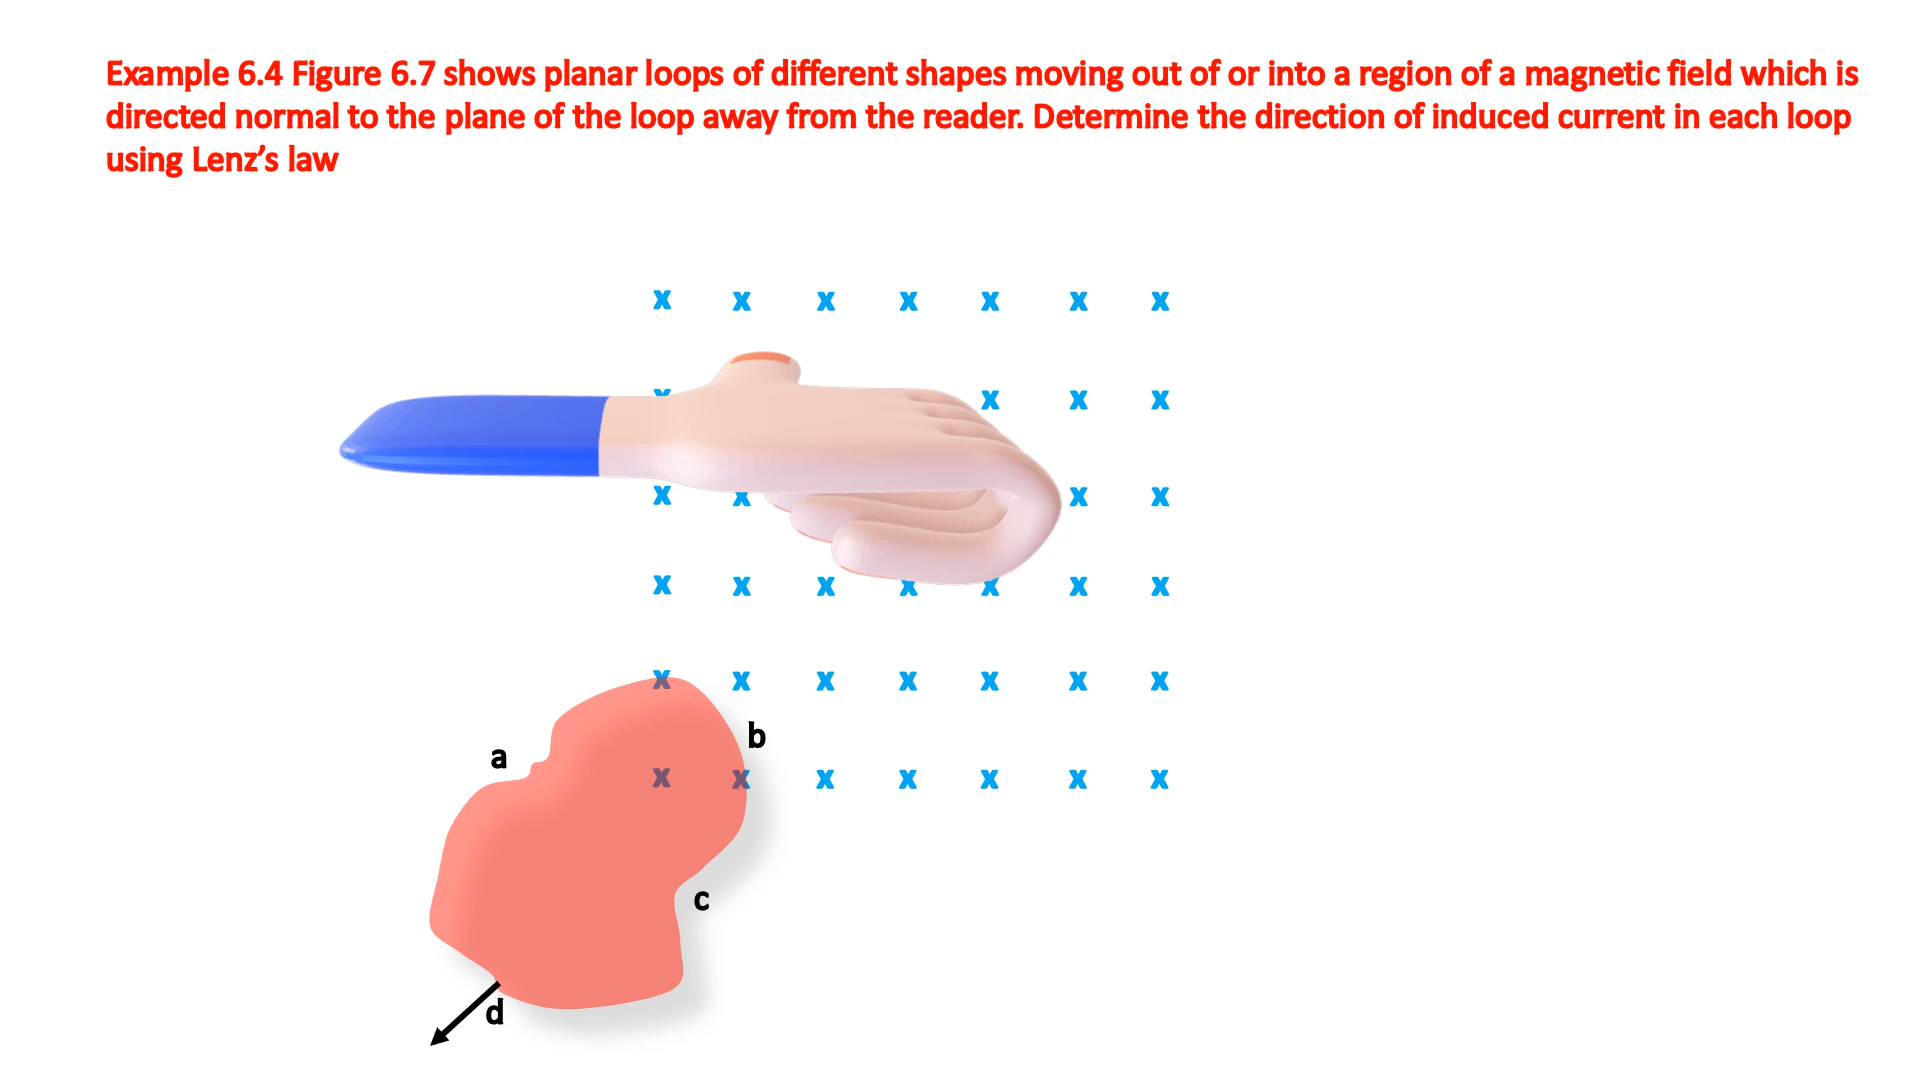 Example 6.4 Figure 6.7 shows planar loops of different shapes moving out of or into a region of a magnetic field which is
directed normal to the plane of the loop away from the reader. Determine the direction of induced current in each loop
using Lenz’s law
x x x x x x x
x x x x
x x x x
x x x x x x x
x x x x x x x
b
a
x x x x x x x
c
d